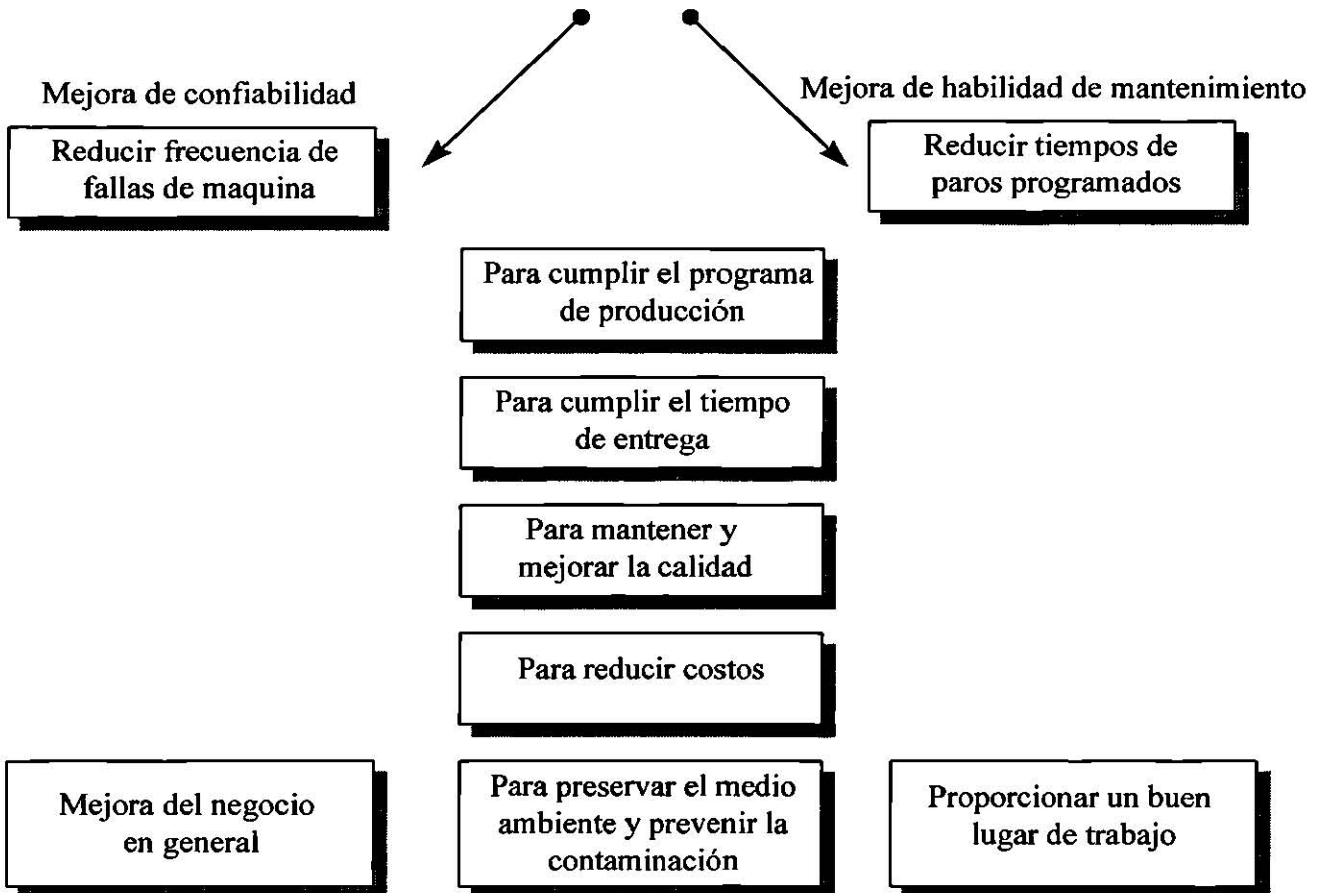 Mejora de confiabilidad
Mejora de habilidad de mantenimiento
Reducir frecuencia de
fallas de maquina
Reducir tiempos de
paros programados
Para cumplir el programa
de producción
Para cumplir el tiempo
de entrega
Para mantener y
mejorar la calidad
Para reducir costos
Mejora del negocio
en general
Para preservar el medio
ambiente y prevenir la
contaminación
Proporcionar un buen
lugar de trabajo